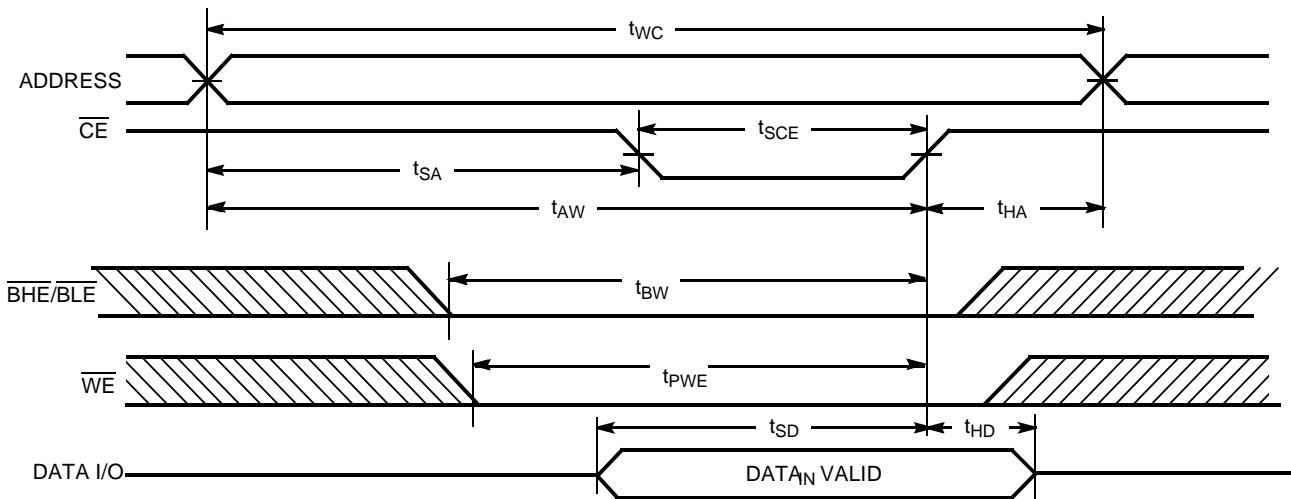 tWC
ADDRESS
CE
tSCE
tSA
tAW
tHA
BHE/BLE
tBW
WE
tPWE
tSD
tHD
DATA I/O
DATAIN VALID